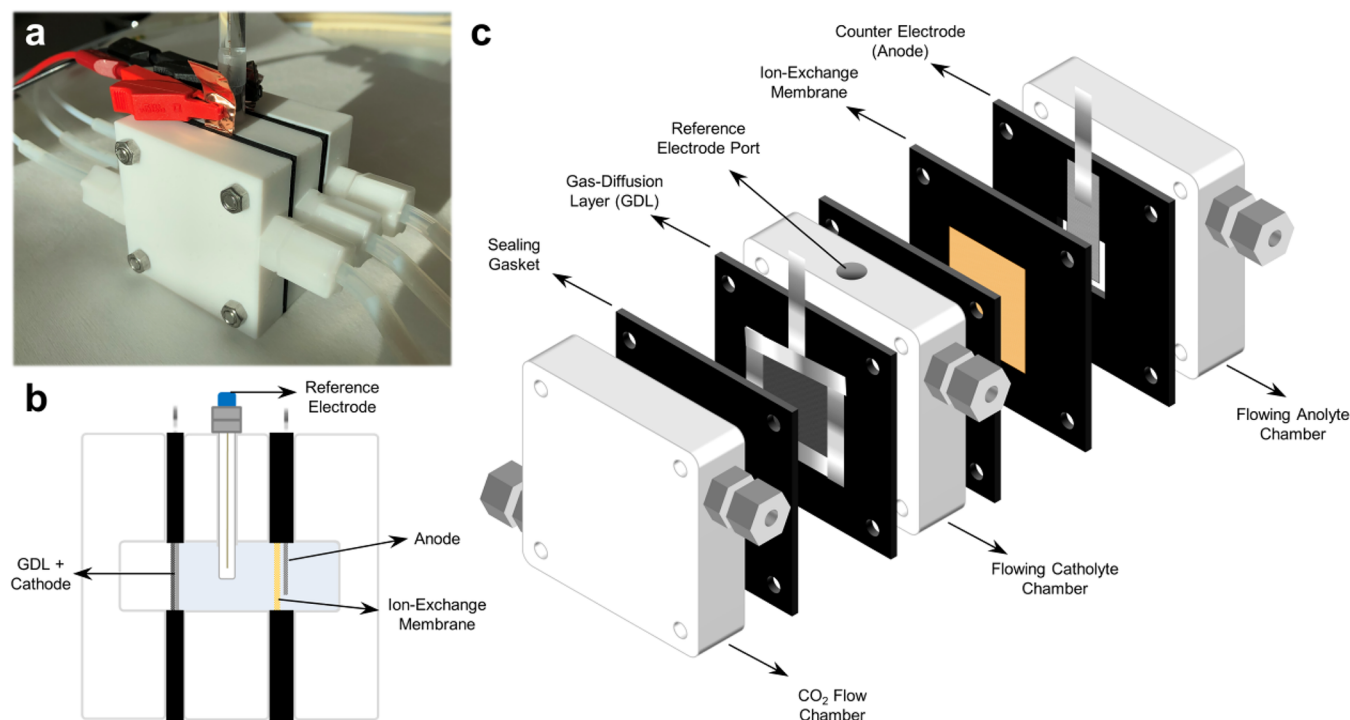 a
b
Reference
Electrode
Anode
GDL +
Cathode
Ion-Exchange
Membrane
c
Counter Electrode
(Anode)
Ion-Exchange
Membrane
Reference
Electrode Port
Gas-Diffusion
Layer (GDL)
Sealing
Gasket
Flowing Anolyte
Chamber
Flowing Catholyte
Chamber
CO₂ Flow
Chamber